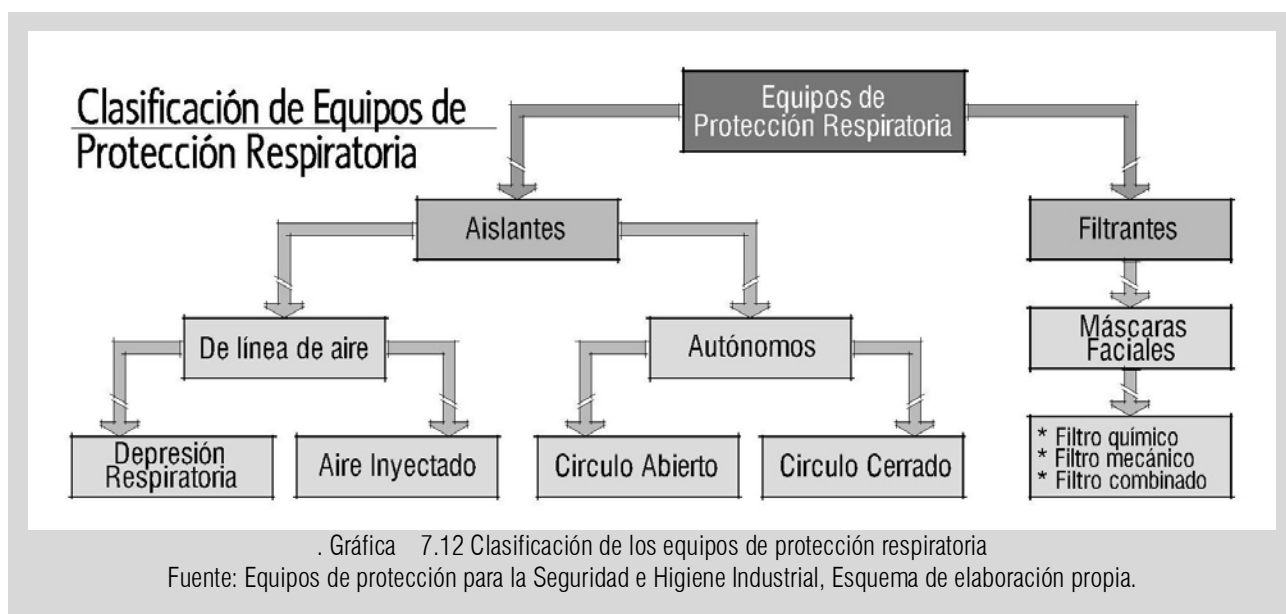 Clasificación de Equipos de
Protección Respiratoria
Equipos de
Protección Respiratoria
Aislantes
Filtrantes
De línea de aire
Autónomos
Máscaras
Faciales
Depresión
Respiratoria
Aire Inyectado
Circulo Abierto
Circulo Cerrado
* Filtro químico
* Filtro mecánico
* Filtro combinado
. Gráfica 7.12 Clasificación de los equipos de protección respiratoria
Fuente: Equipos de protección para la Seguridad e Higiene Industrial, Esquema de elaboración propia.